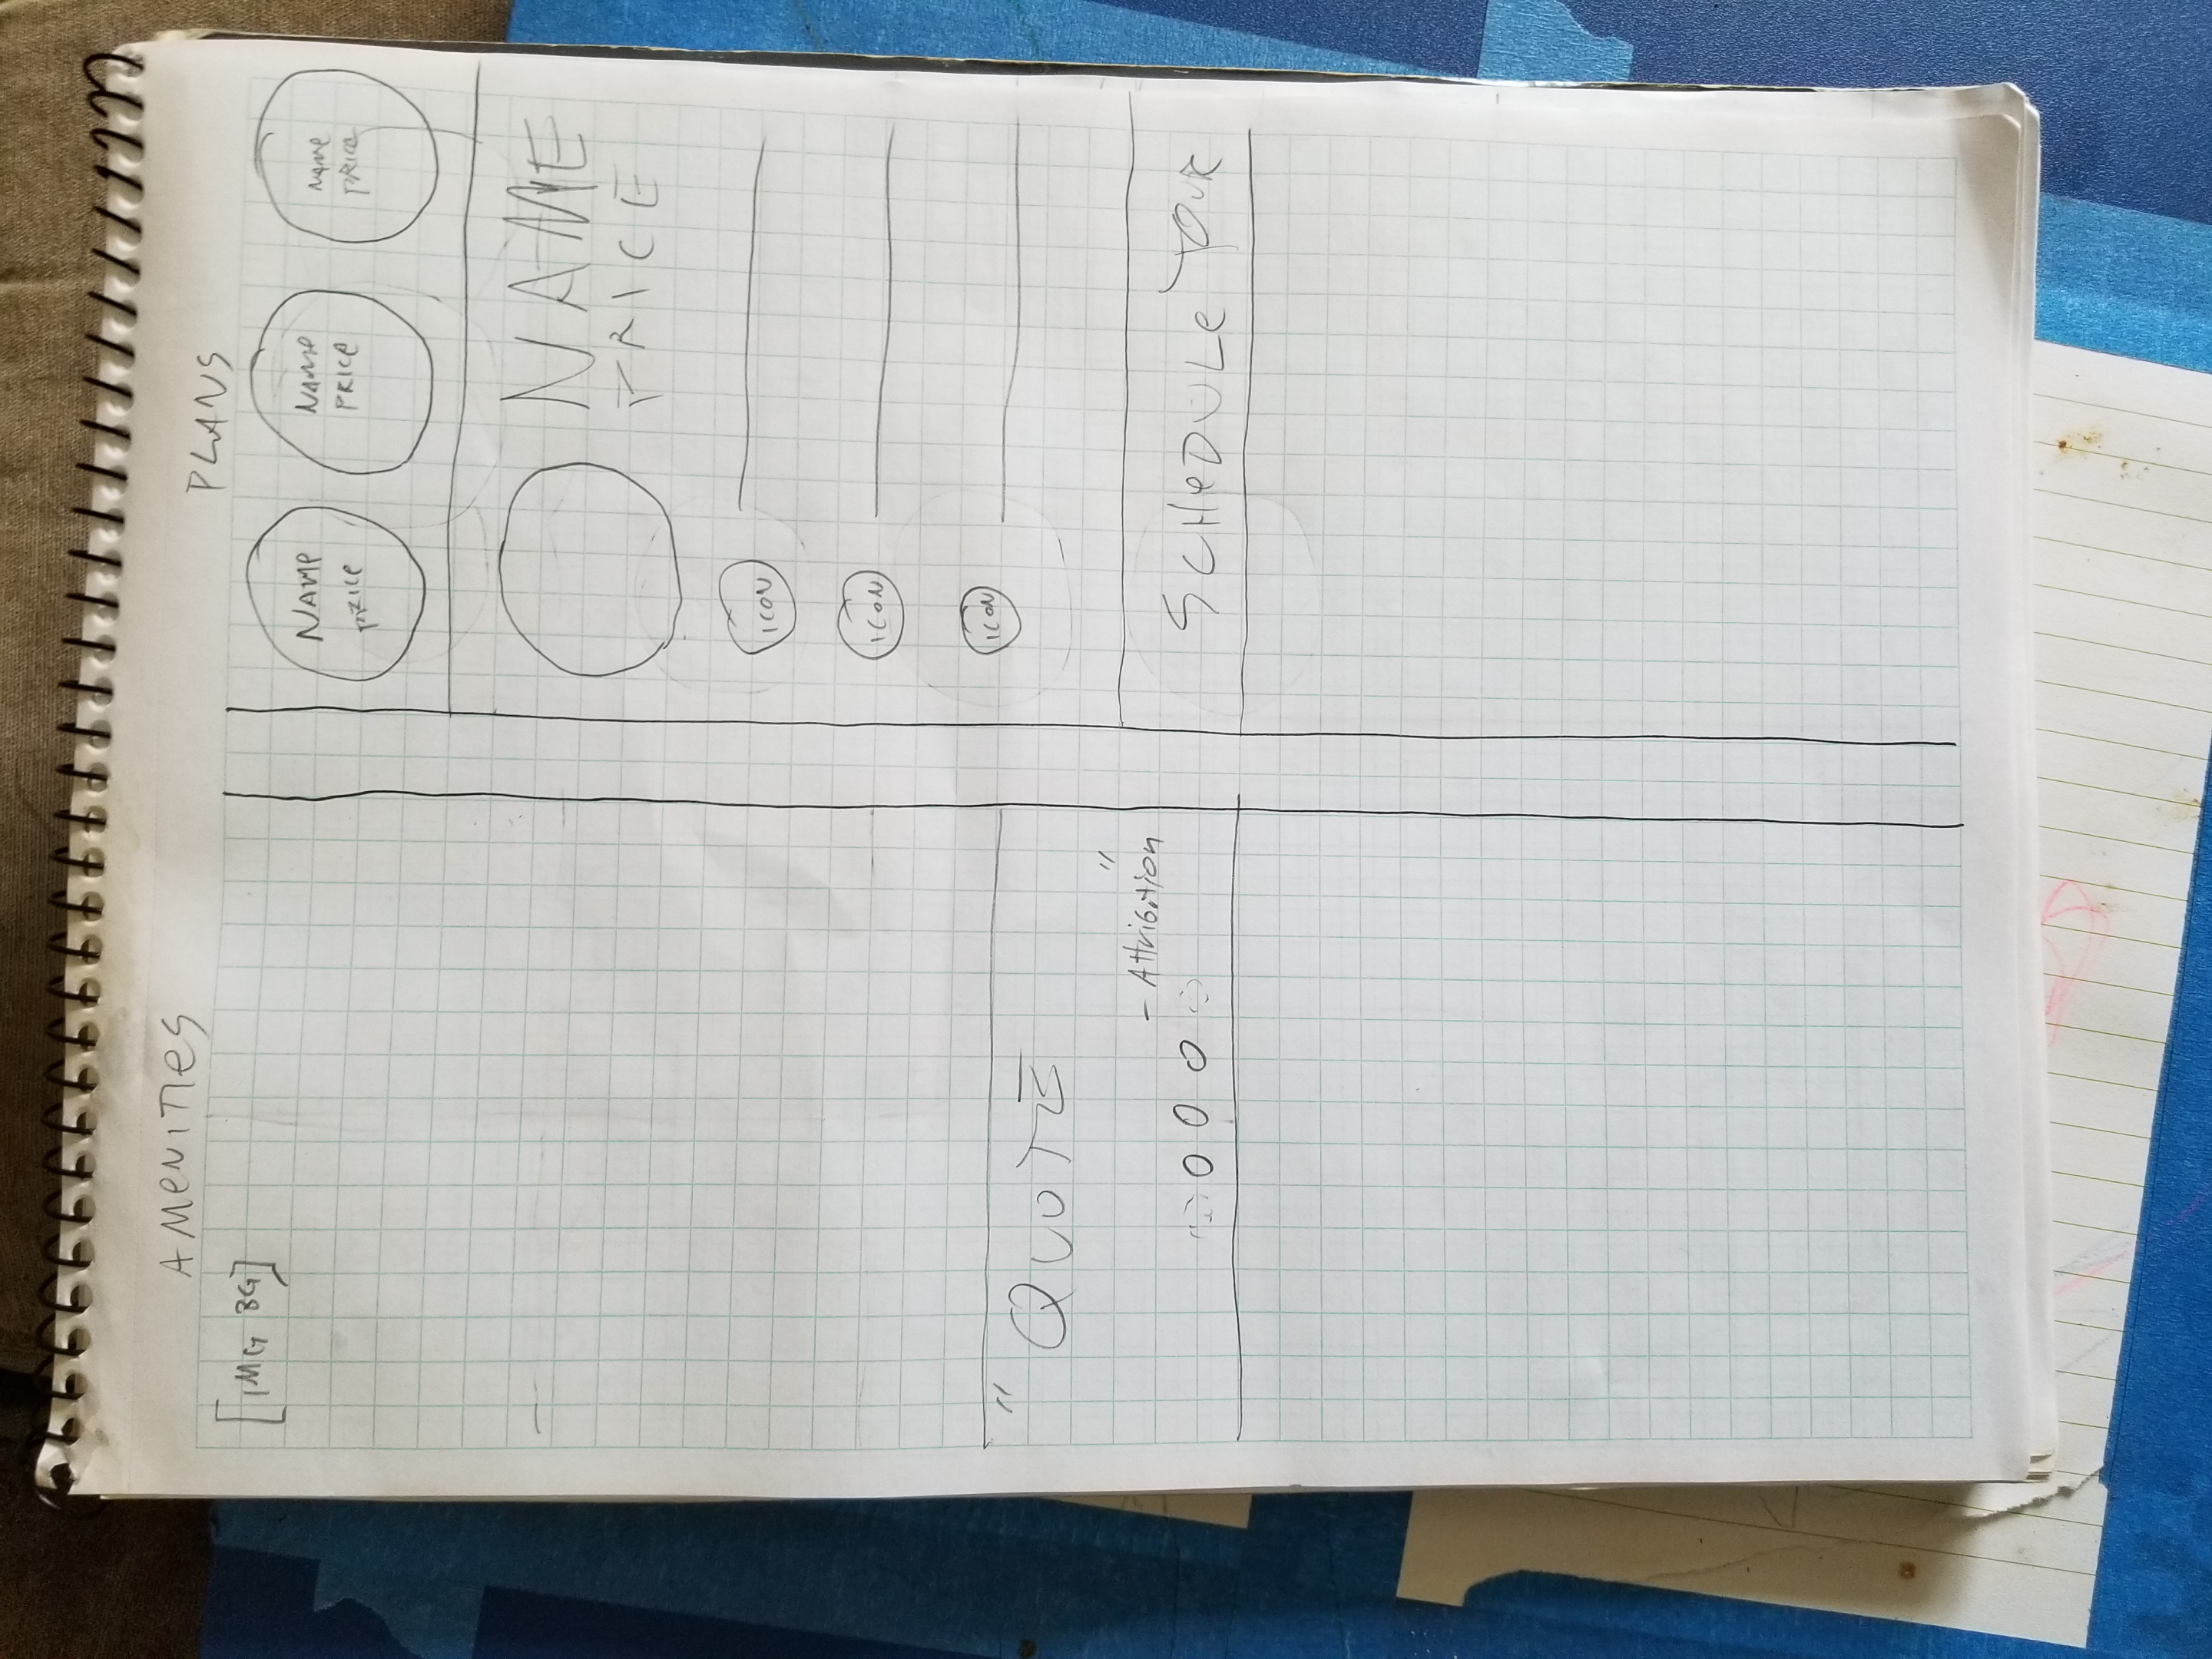 AMENITIES
[IMG BG]
" QUOTE
"
- Attribution
PLANS
NAME
PRICE
NAME
PRICE
NAME
PRICE
NAME
PRICE
ICON
ICON
ICON
SCHEDULE TOUR